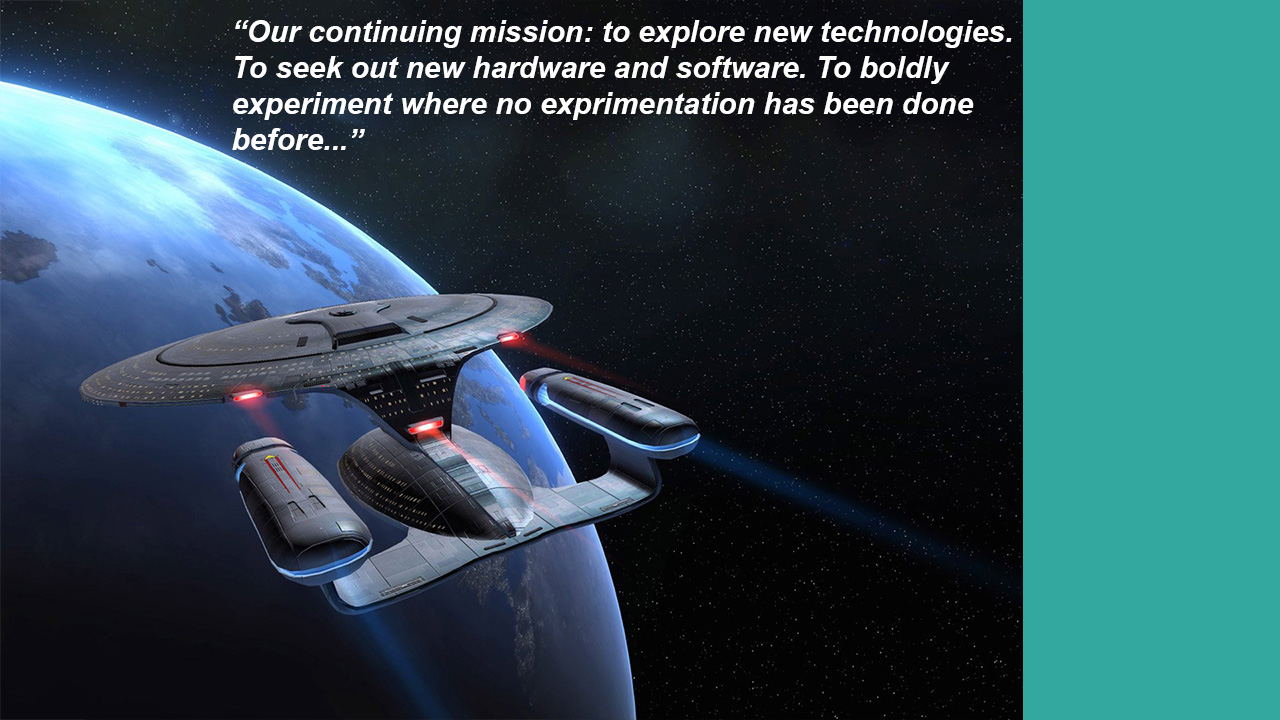 “Our continuing mission: to explore new technologies.
To seek out new hardware and software. To boldly
experiment where no exprimentation has been done
before...”